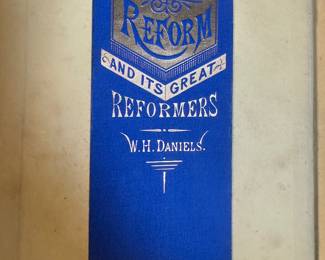 REFORM
AND ITS GREAT
REFORMERS
W. H. DANIELS.